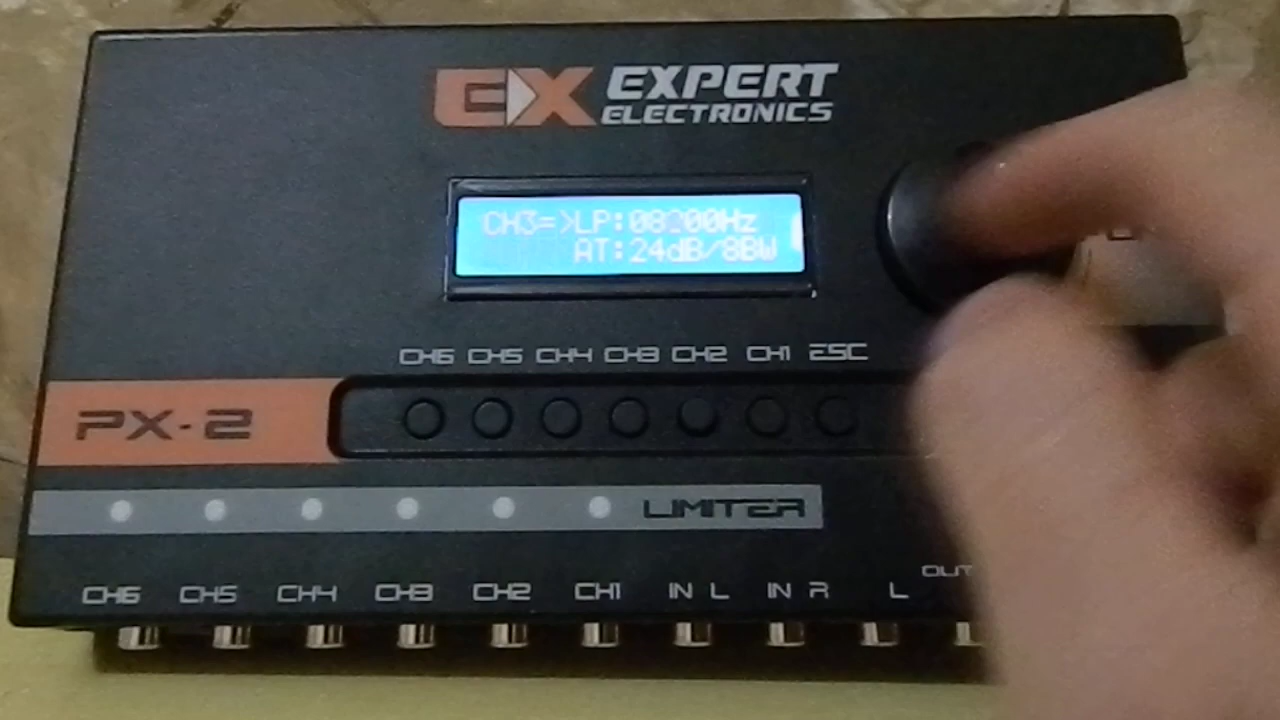 EX EXPERT
ELECTRONICS
CH3=>LP:08200Hz
AT:24dB/8BW
CH6 CH5 CH4 CH3 CH2 CH1 ESC
PX-2
LIMITER
CH6 CH5 CH4 CH3 CH2 CH1 IN L IN R L OUT